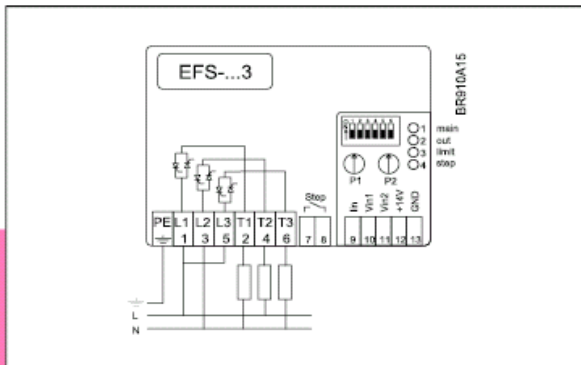 EFS-...3
BR910A15
1 main
2 out
3 limit
4 stop
P1 P2
Stop
Iin Vin1 Vin2 +14V GND
PE L1 L2 L3 T1 T2 T3
1 3 5 2 4 6 7 8 9 10 11 12 13
L
N